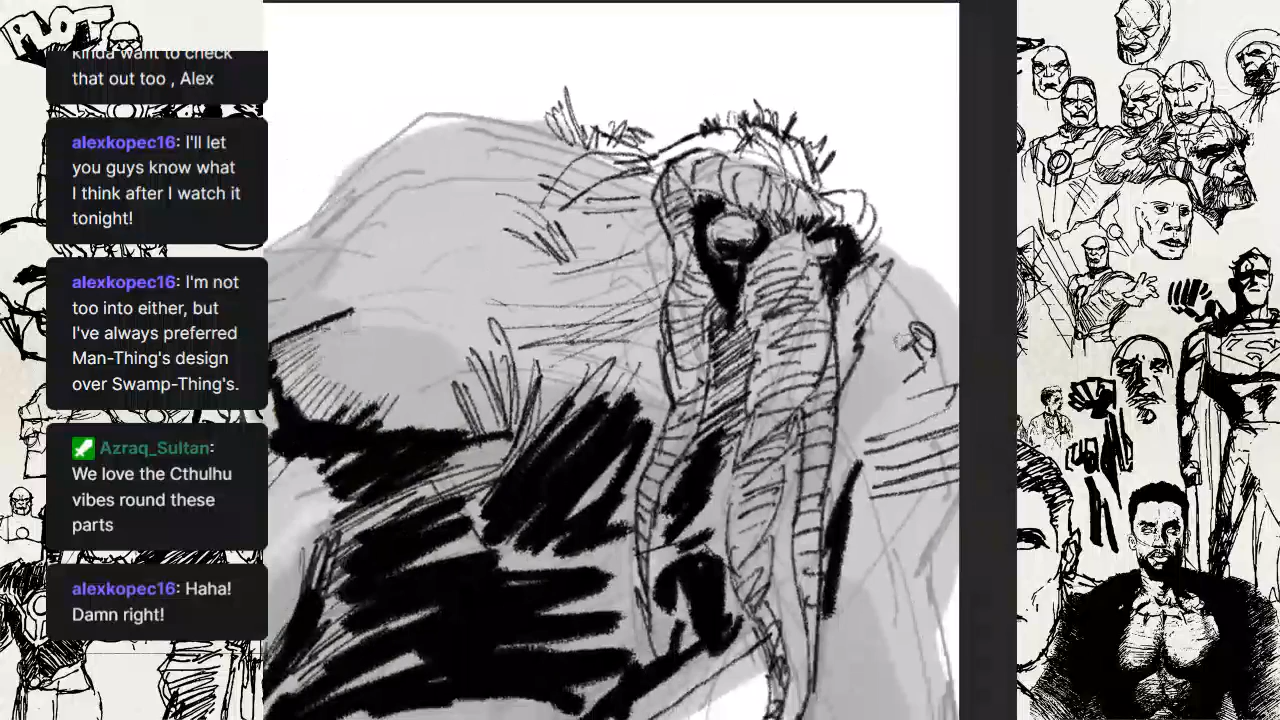 PLOT
kinda want to check
that out too , Alex
alexkopec16: I'll let
you guys know what
I think after I watch it
tonight!
alexkopec16: I'm not
too into either, but
I've always preferred
Man-Thing's design
over Swamp-Thing's.
Azraq_Sultan:
We love the Cthulhu
vibes round these
parts
alexkopec16: Haha!
Damn right!